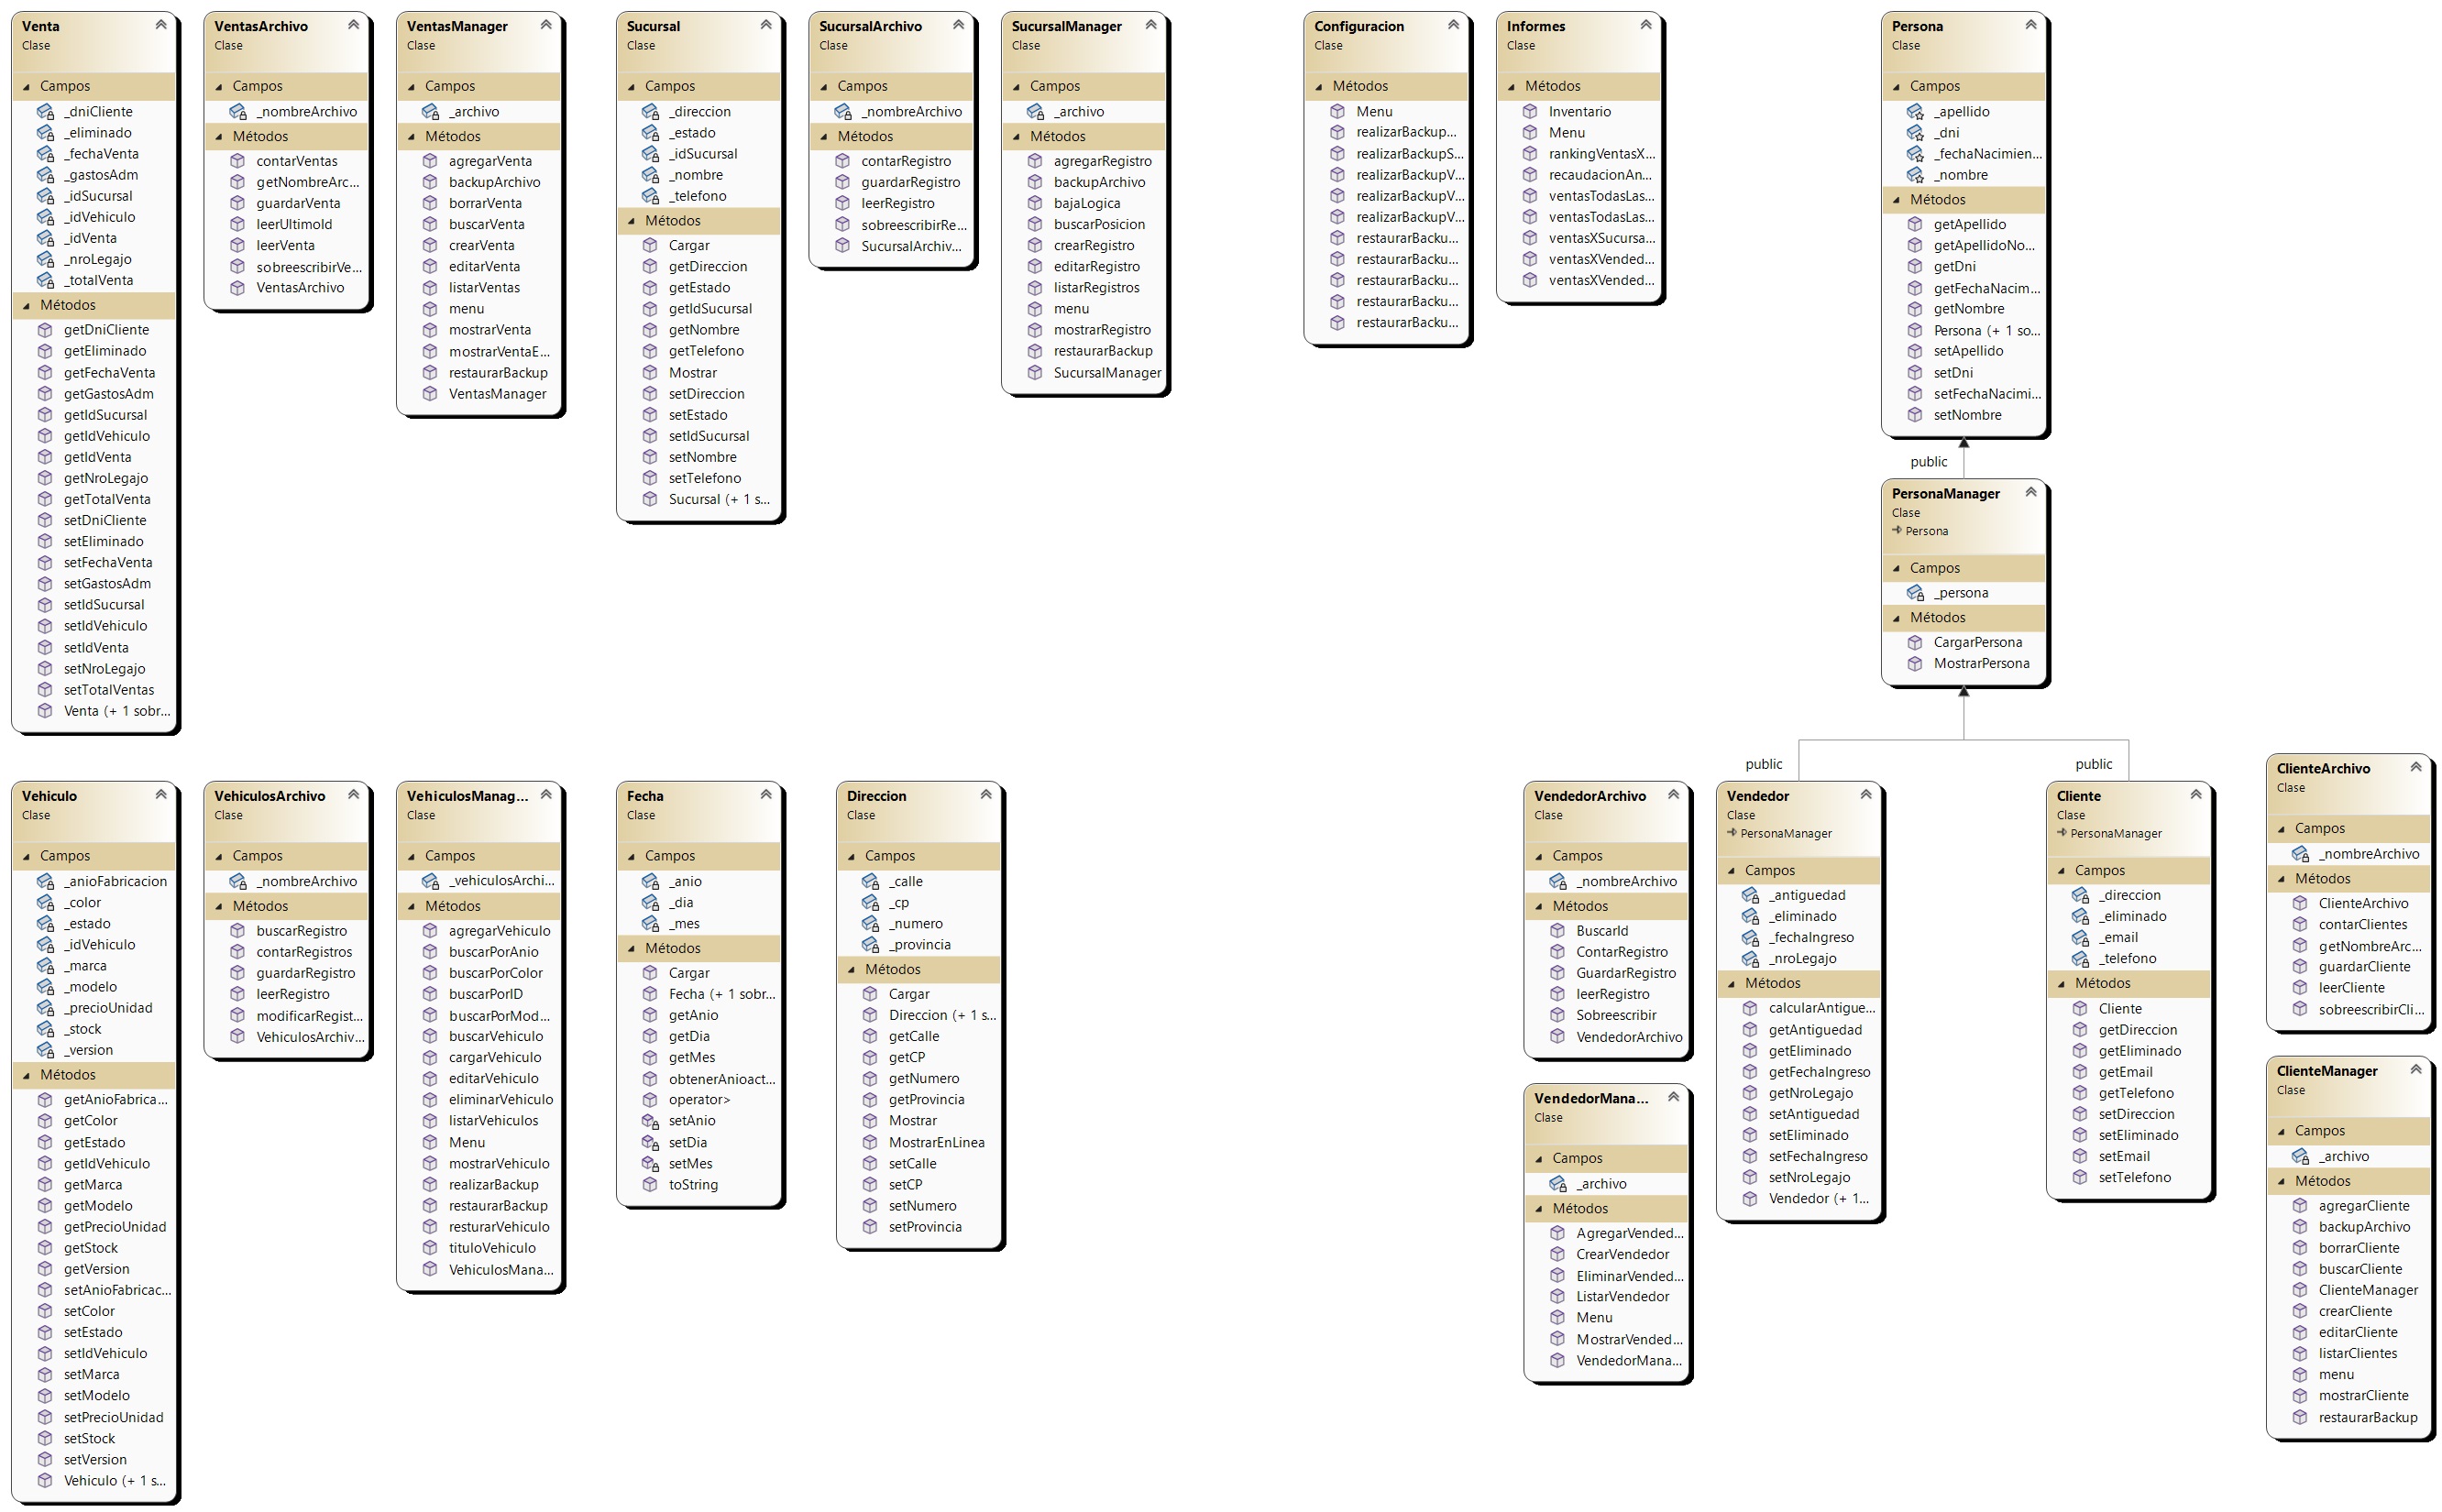 Venta
Clase
Campos
_dniCliente
_eliminado
_fechaVenta
_gastosAdm
_idSucursal
_idVehiculo
_idVenta
_nroLegajo
_totalVenta
Métodos
getDniCliente
getEliminado
getFechaVenta
getGastosAdm
getIdSucursal
getIdVehiculo
getIdVenta
getNroLegajo
getTotalVenta
setDniCliente
setEliminado
setFechaVenta
setGastosAdm
setIdSucursal
setIdVehiculo
setIdVenta
setNroLegajo
setTotalVentas
Venta (+ 1 sobr...
VentasArchivo
Clase
Campos
_nombreArchivo
Métodos
contarVentas
getNombreArc...
guardarVenta
leerUltimoId
leerVenta
sobreescribirVe...
VentasArchivo
VentasManager
Clase
Campos
_archivo
Métodos
agregarVenta
backupArchivo
borrarVenta
buscarVenta
crearVenta
editarVenta
listarVentas
menu
mostrarVenta
mostrarVentaE...
restaurarBackup
VentasManager
Sucursal
Clase
Campos
_direccion
_estado
_idSucursal
_nombre
_telefono
Métodos
Cargar
getDireccion
getEstado
getIdSucursal
getNombre
getTelefono
Mostrar
setDireccion
setEstado
setIdSucursal
setNombre
setTelefono
Sucursal (+ 1 s...
SucursalArchivo
Clase
Campos
_nombreArchivo
Métodos
contarRegistro
guardarRegistro
leerRegistro
sobreescribirRe...
SucursalArchiv...
SucursalManager
Clase
Campos
_archivo
Métodos
agregarRegistro
backupArchivo
bajaLogica
buscarPosicion
crearRegistro
editarRegistro
listarRegistros
menu
mostrarRegistro
restaurarBackup
SucursalManager
Configuracion
Clase
Métodos
Menu
realizarBackup...
realizarBackupS...
realizarBackupV...
realizarBackupV...
realizarBackupV...
restaurarBacku...
restaurarBacku...
restaurarBacku...
restaurarBacku...
restaurarBacku...
Informes
Clase
Métodos
Inventario
Menu
rankingVentasX...
recaudacionAn...
ventasTodasLas...
ventasTodasLas...
ventasXSucursa...
ventasXVended...
ventasXVended...
Persona
Clase
Campos
_apellido
_dni
_fechaNacimien...
_nombre
Métodos
getApellido
getApellidoNo...
getDni
getFechaNacim...
getNombre
Persona (+ 1 so...
setApellido
setDni
setFechaNacimi...
setNombre
public
PersonaManager
Clase
Persona
Campos
_persona
Métodos
CargarPersona
MostrarPersona
public
public
Vehiculo
Clase
Campos
_anioFabricacion
_color
_estado
_idVehiculo
_marca
_modelo
_precioUnidad
_stock
_version
Métodos
getAnioFabrica...
getColor
getEstado
getIdVehiculo
getMarca
getModelo
getPrecioUnidad
getStock
getVersion
setAnioFabricac...
setColor
setEstado
setIdVehiculo
setMarca
setModelo
setPrecioUnidad
setStock
setVersion
Vehiculo (+ 1 s...
VehiculosArchivo
Clase
Campos
_nombreArchivo
Métodos
buscarRegistro
contarRegistros
guardarRegistro
leerRegistro
modificarRegist...
VehiculosArchiv...
VehiculosManag...
Clase
Campos
_vehiculosArchi...
Métodos
agregarVehiculo
buscarPorAnio
buscarPorColor
buscarPorID
buscarPorMod...
buscarVehiculo
cargarVehiculo
editarVehiculo
eliminarVehiculo
listarVehiculos
Menu
mostrarVehiculo
realizarBackup
restaurarBackup
resturarVehiculo
tituloVehiculo
VehiculosMana...
Fecha
Clase
Campos
_anio
_dia
_mes
Métodos
Cargar
Fecha (+ 1 sobr...
getAnio
getDia
getMes
obtenerAnioact...
operator>
setAnio
setDia
setMes
toString
Direccion
Clase
Campos
_calle
_cp
_numero
_provincia
Métodos
Cargar
Direccion (+ 1 s...
getCalle
getCP
getNumero
getProvincia
Mostrar
MostrarEnLinea
setCalle
setCP
setNumero
setProvincia
VendedorArchivo
Clase
Campos
_nombreArchivo
Métodos
BuscarId
ContarRegistro
GuardarRegistro
leerRegistro
Sobreescribir
VendedorArchivo
VendedorMana...
Clase
Campos
_archivo
Métodos
AgregarVended...
CrearVendedor
EliminarVended...
ListarVendedor
Menu
MostrarVended...
VendedorMana...
Vendedor
Clase
PersonaManager
Campos
_antiguedad
_eliminado
_fechaIngreso
_nroLegajo
Métodos
calcularAntigue...
getAntiguedad
getEliminado
getFechaIngreso
getNroLegajo
setAntiguedad
setEliminado
setFechaIngreso
setNroLegajo
Vendedor (+ 1...
Cliente
Clase
PersonaManager
Campos
_direccion
_eliminado
_email
_telefono
Métodos
Cliente
getDireccion
getEliminado
getEmail
getTelefono
setDireccion
setEliminado
setEmail
setTelefono
ClienteArchivo
Clase
Campos
_nombreArchivo
Métodos
ClienteArchivo
contarClientes
getNombreArc...
guardarCliente
leerCliente
sobreescribirCli...
ClienteManager
Clase
Campos
_archivo
Métodos
agregarCliente
backupArchivo
borrarCliente
buscarCliente
ClienteManager
crearCliente
editarCliente
listarClientes
menu
mostrarCliente
restaurarBackup